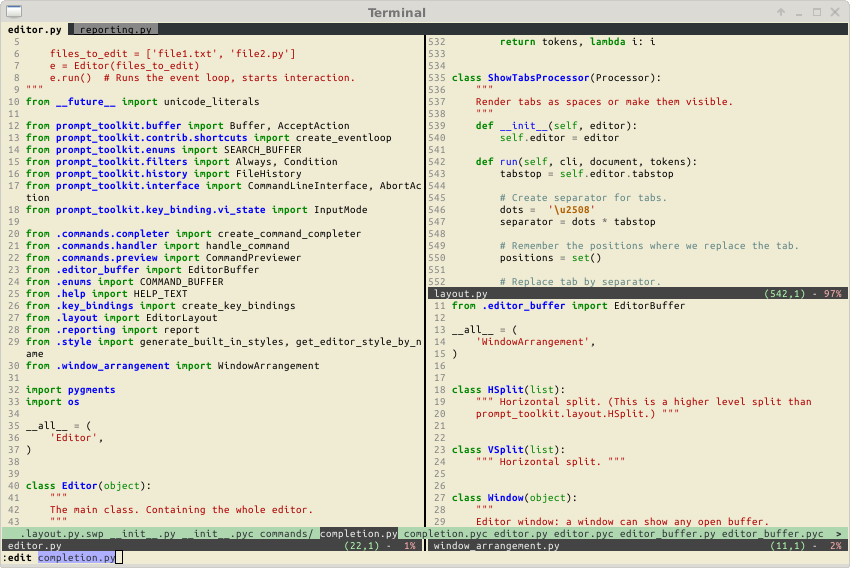 Terminal
editor.py reporting.py
5
6 files_to_edit = ['file1.txt', 'file2.py']
7 e = Editor(files_to_edit)
8 e.run() # Runs the event loop, starts interaction.
9 """
10 from __future__ import unicode_literals
11
12 from prompt_toolkit.buffer import Buffer, AcceptAction
13 from prompt_toolkit.contrib.shortcuts import create_eventloop
14 from prompt_toolkit.enums import SEARCH_BUFFER
15 from prompt_toolkit.filters import Always, Condition
16 from prompt_toolkit.history import FileHistory
17 from prompt_toolkit.interface import CommandLineInterface, AbortAc
tion
18 from prompt_toolkit.key_binding.vi_state import InputMode
19
20 from .commands.completer import create_command_completer
21 from .commands.handler import handle_command
22 from .commands.preview import CommandPreviewer
23 from .editor_buffer import EditorBuffer
24 from .enums import COMMAND_BUFFER
25 from .help import HELP_TEXT
26 from .key_bindings import create_key_bindings
27 from .layout import EditorLayout
28 from .reporting import report
29 from .style import generate_built_in_styles, get_editor_style_by_n
ame
30 from .window_arrangement import WindowArrangement
31
32 import pygments
33 import os
34
35 __all__ = (
36 'Editor',
37 )
38
39
40 class Editor(object):
41 """
42 The main class. Containing the whole editor.
43 """
532 return tokens, lambda i: i
533
534
535 class ShowTabsProcessor(Processor):
536 """
537 Render tabs as spaces or make them visible.
538 """
539 def __init__(self, editor):
540 self.editor = editor
541
542 def run(self, cli, document, tokens):
543 tabstop = self.editor.tabstop
544
545 # Create separator for tabs.
546 dots = '\u2508'
547 separator = dots * tabstop
548
549 # Remember the positions where we replace the tab.
550 positions = set()
551
552 # Replace tab by separator.
layout.py (542,1) - 97%
11 from .editor_buffer import EditorBuffer
12
13 __all__ = (
14 'WindowArrangement',
15 )
16
17
18 class HSplit(list):
19 """ Horizontal split. (This is a higher level split than
20 prompt_toolkit.layout.HSplit.) """
21
22
23 class VSplit(list):
24 """ Horizontal split. """
25
26
27 class Window(object):
28 """
29 Editor window: a window can show any open buffer.
.layout.py.swp __init__.py __init__.pyc commands/ completion.py completion.pyc editor.py editor.pyc editor_buffer.py editor_buffer.pyc >
editor.py (22,1) - 1% window_arrangement.py (11,1) - 2%
:edit completion.py